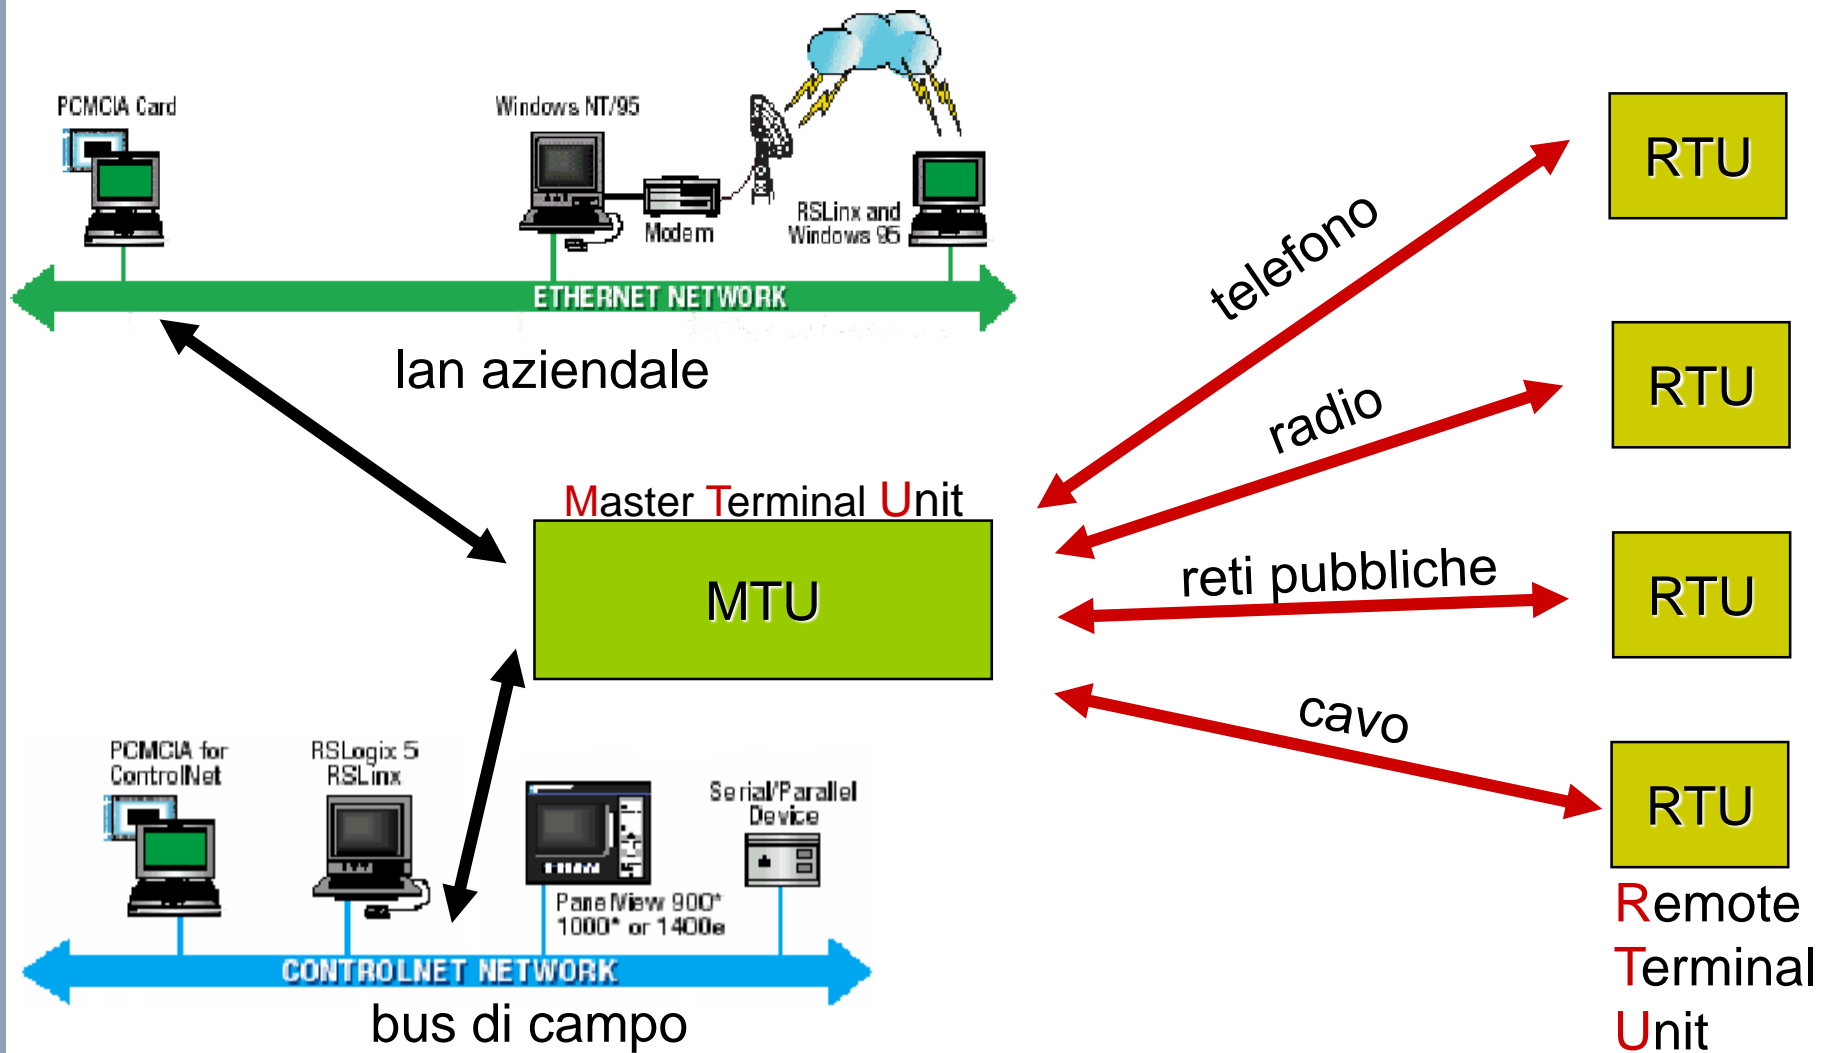 PCMCIA Card
Windows NT/95
Modem
RSLinx and
Windows 95
ETHERNET NETWORK
lan aziendale
Master Terminal Unit
MTU
telefono
radio
reti pubbliche
cavo
RTU
RTU
RTU
RTU
Remote
Terminal
Unit
PCMCIA for
ControlNet
RSLogix 5
RSLinx
PanelView 900*
1000* or 1400e
Serial/Parallel
Device
CONTROLNET NETWORK
bus di campo